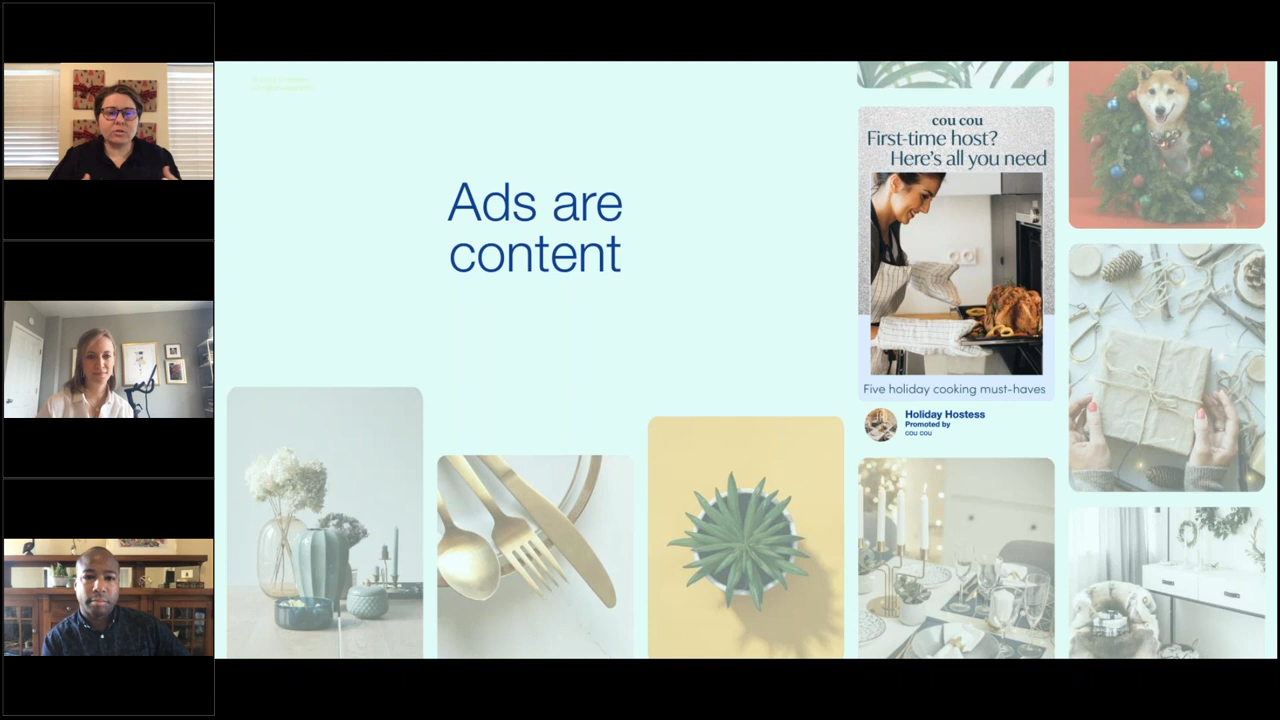 Ads are
content
cou cou
First-time host?
Here's all you need
Five holiday cooking must-haves
Holiday Hostess
Promoted by
cou cou